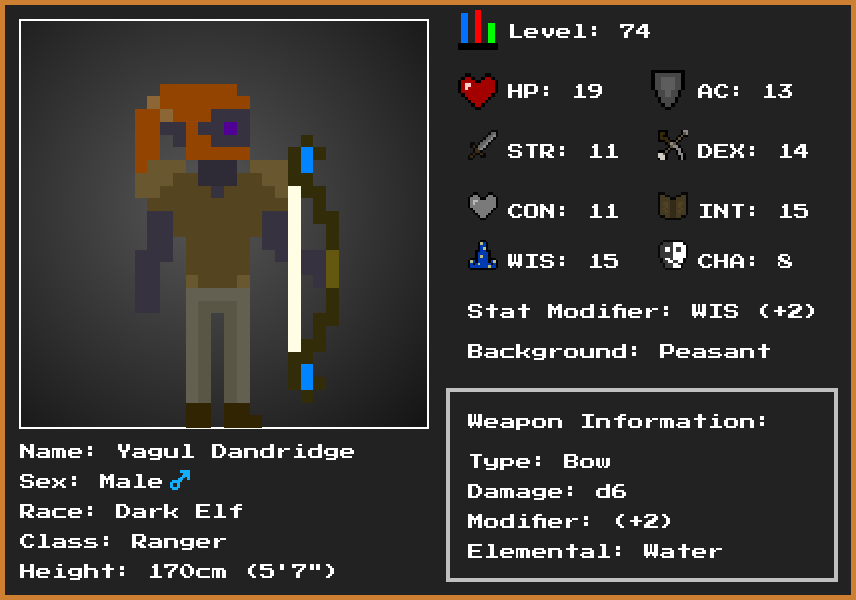 Level: 74
HP: 19
AC: 13
STR: 11
DEX: 14
CON: 11
INT: 15
WIS: 15
CHA: 8
Stat Modifier: WIS (+2)
Background: Peasant
Weapon Information:
Type: Bow
Damage: d6
Modifier: (+2)
Elemental: Water
Name: Yagul Dandridge
Sex: Male ♂
Race: Dark Elf
Class: Ranger
Height: 170cm (5'7")